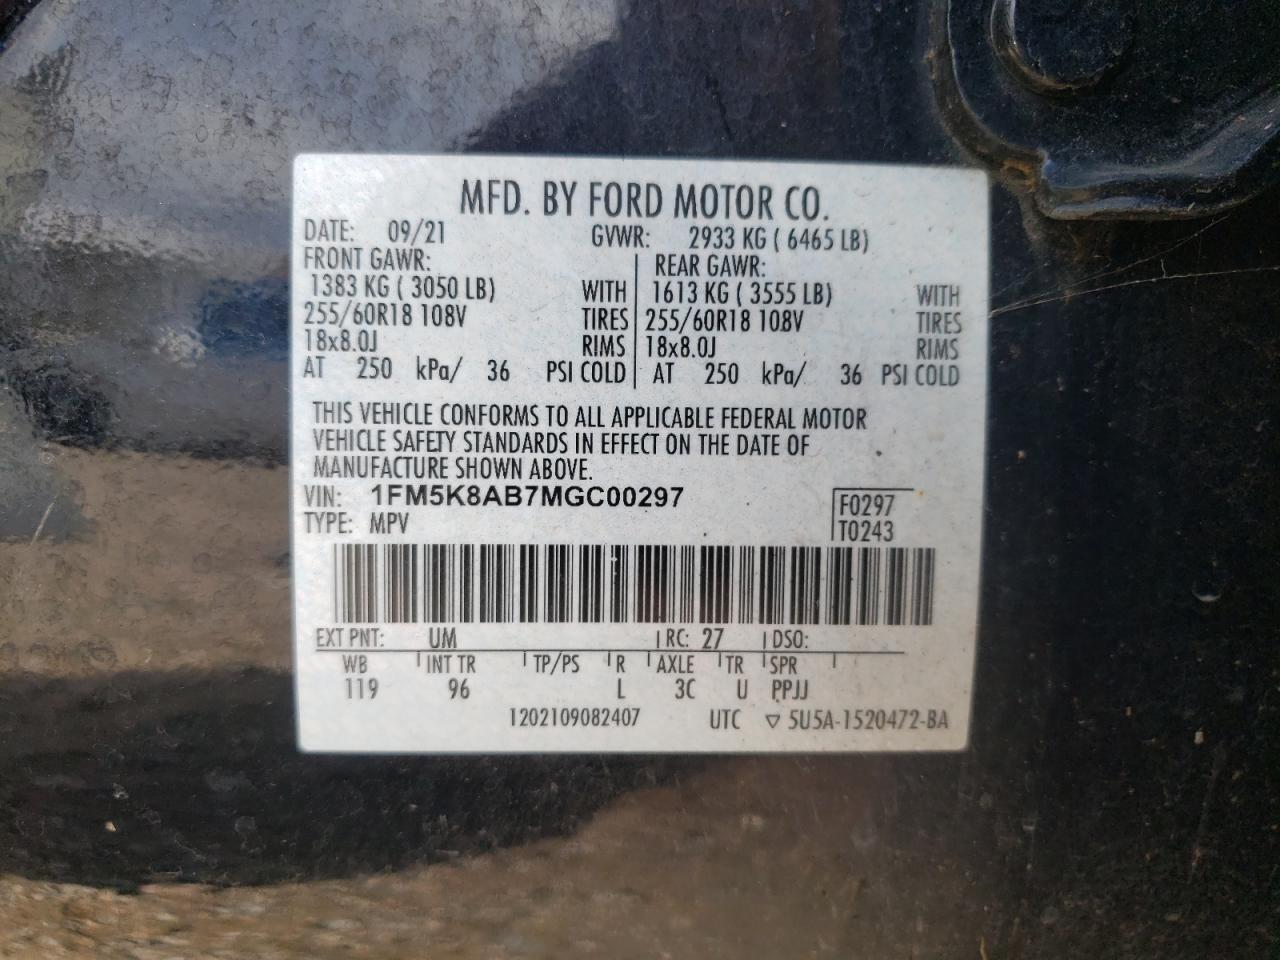 MFD. BY FORD MOTOR CO.
DATE: 09/21 GVWR: 2933 KG ( 6465 LB)
FRONT GAWR: REAR GAWR:
1383 KG ( 3050 LB) WITH 1613 KG ( 3555 LB) WITH
255/60R18 108V TIRES 255/60R18 108V TIRES
18x8.0J RIMS 18x8.0J RIMS
AT 250 kPa/ 36 PSI COLD AT 250 kPa/ 36 PSI COLD
THIS VEHICLE CONFORMS TO ALL APPLICABLE FEDERAL MOTOR
VEHICLE SAFETY STANDARDS IN EFFECT ON THE DATE OF
MANUFACTURE SHOWN ABOVE.
VIN: 1FM5K8AB7MGC00297 F0297
TYPE: MPV T0243
EXT PNT: UM RC: 27 DSO:
WB INT TR TP/PS R AXLE TR SPR
119 96 L 3C U PPJJ
1202109082407 UTC ▽ 5U5A-1520472-BA